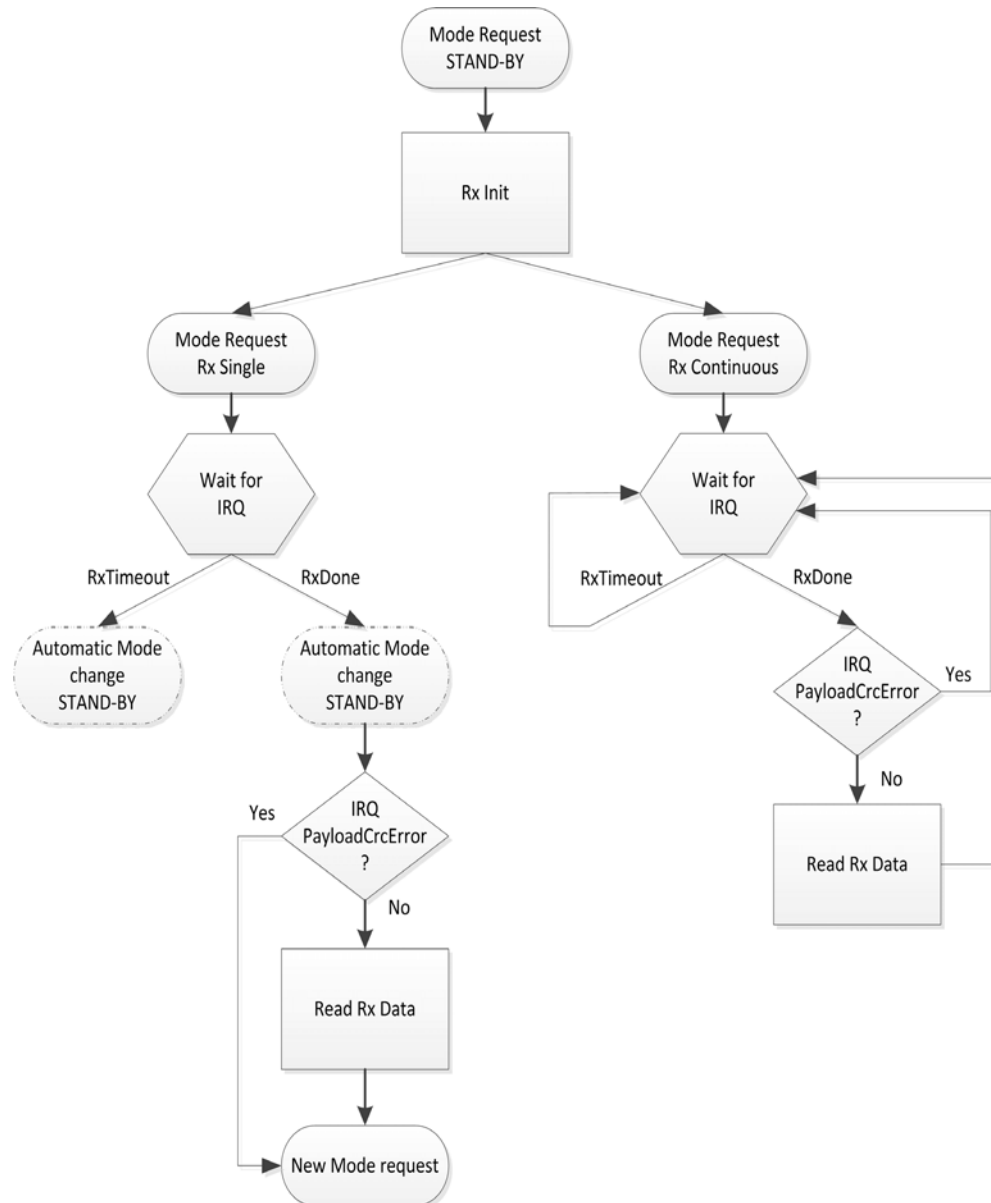 Mode Request
STAND-BY
Rx Init
Mode Request
Rx Single
Mode Request
Rx Continuous
Wait for
IRQ
Wait for
IRQ
RxTimeout
RxDone
RxTimeout
RxDone
Automatic Mode
change
STAND-BY
Automatic Mode
change
STAND-BY
IRQ
PayloadCrcError
?
Yes
No
Read Rx Data
Yes
IRQ
PayloadCrcError
?
No
Read Rx Data
New Mode request